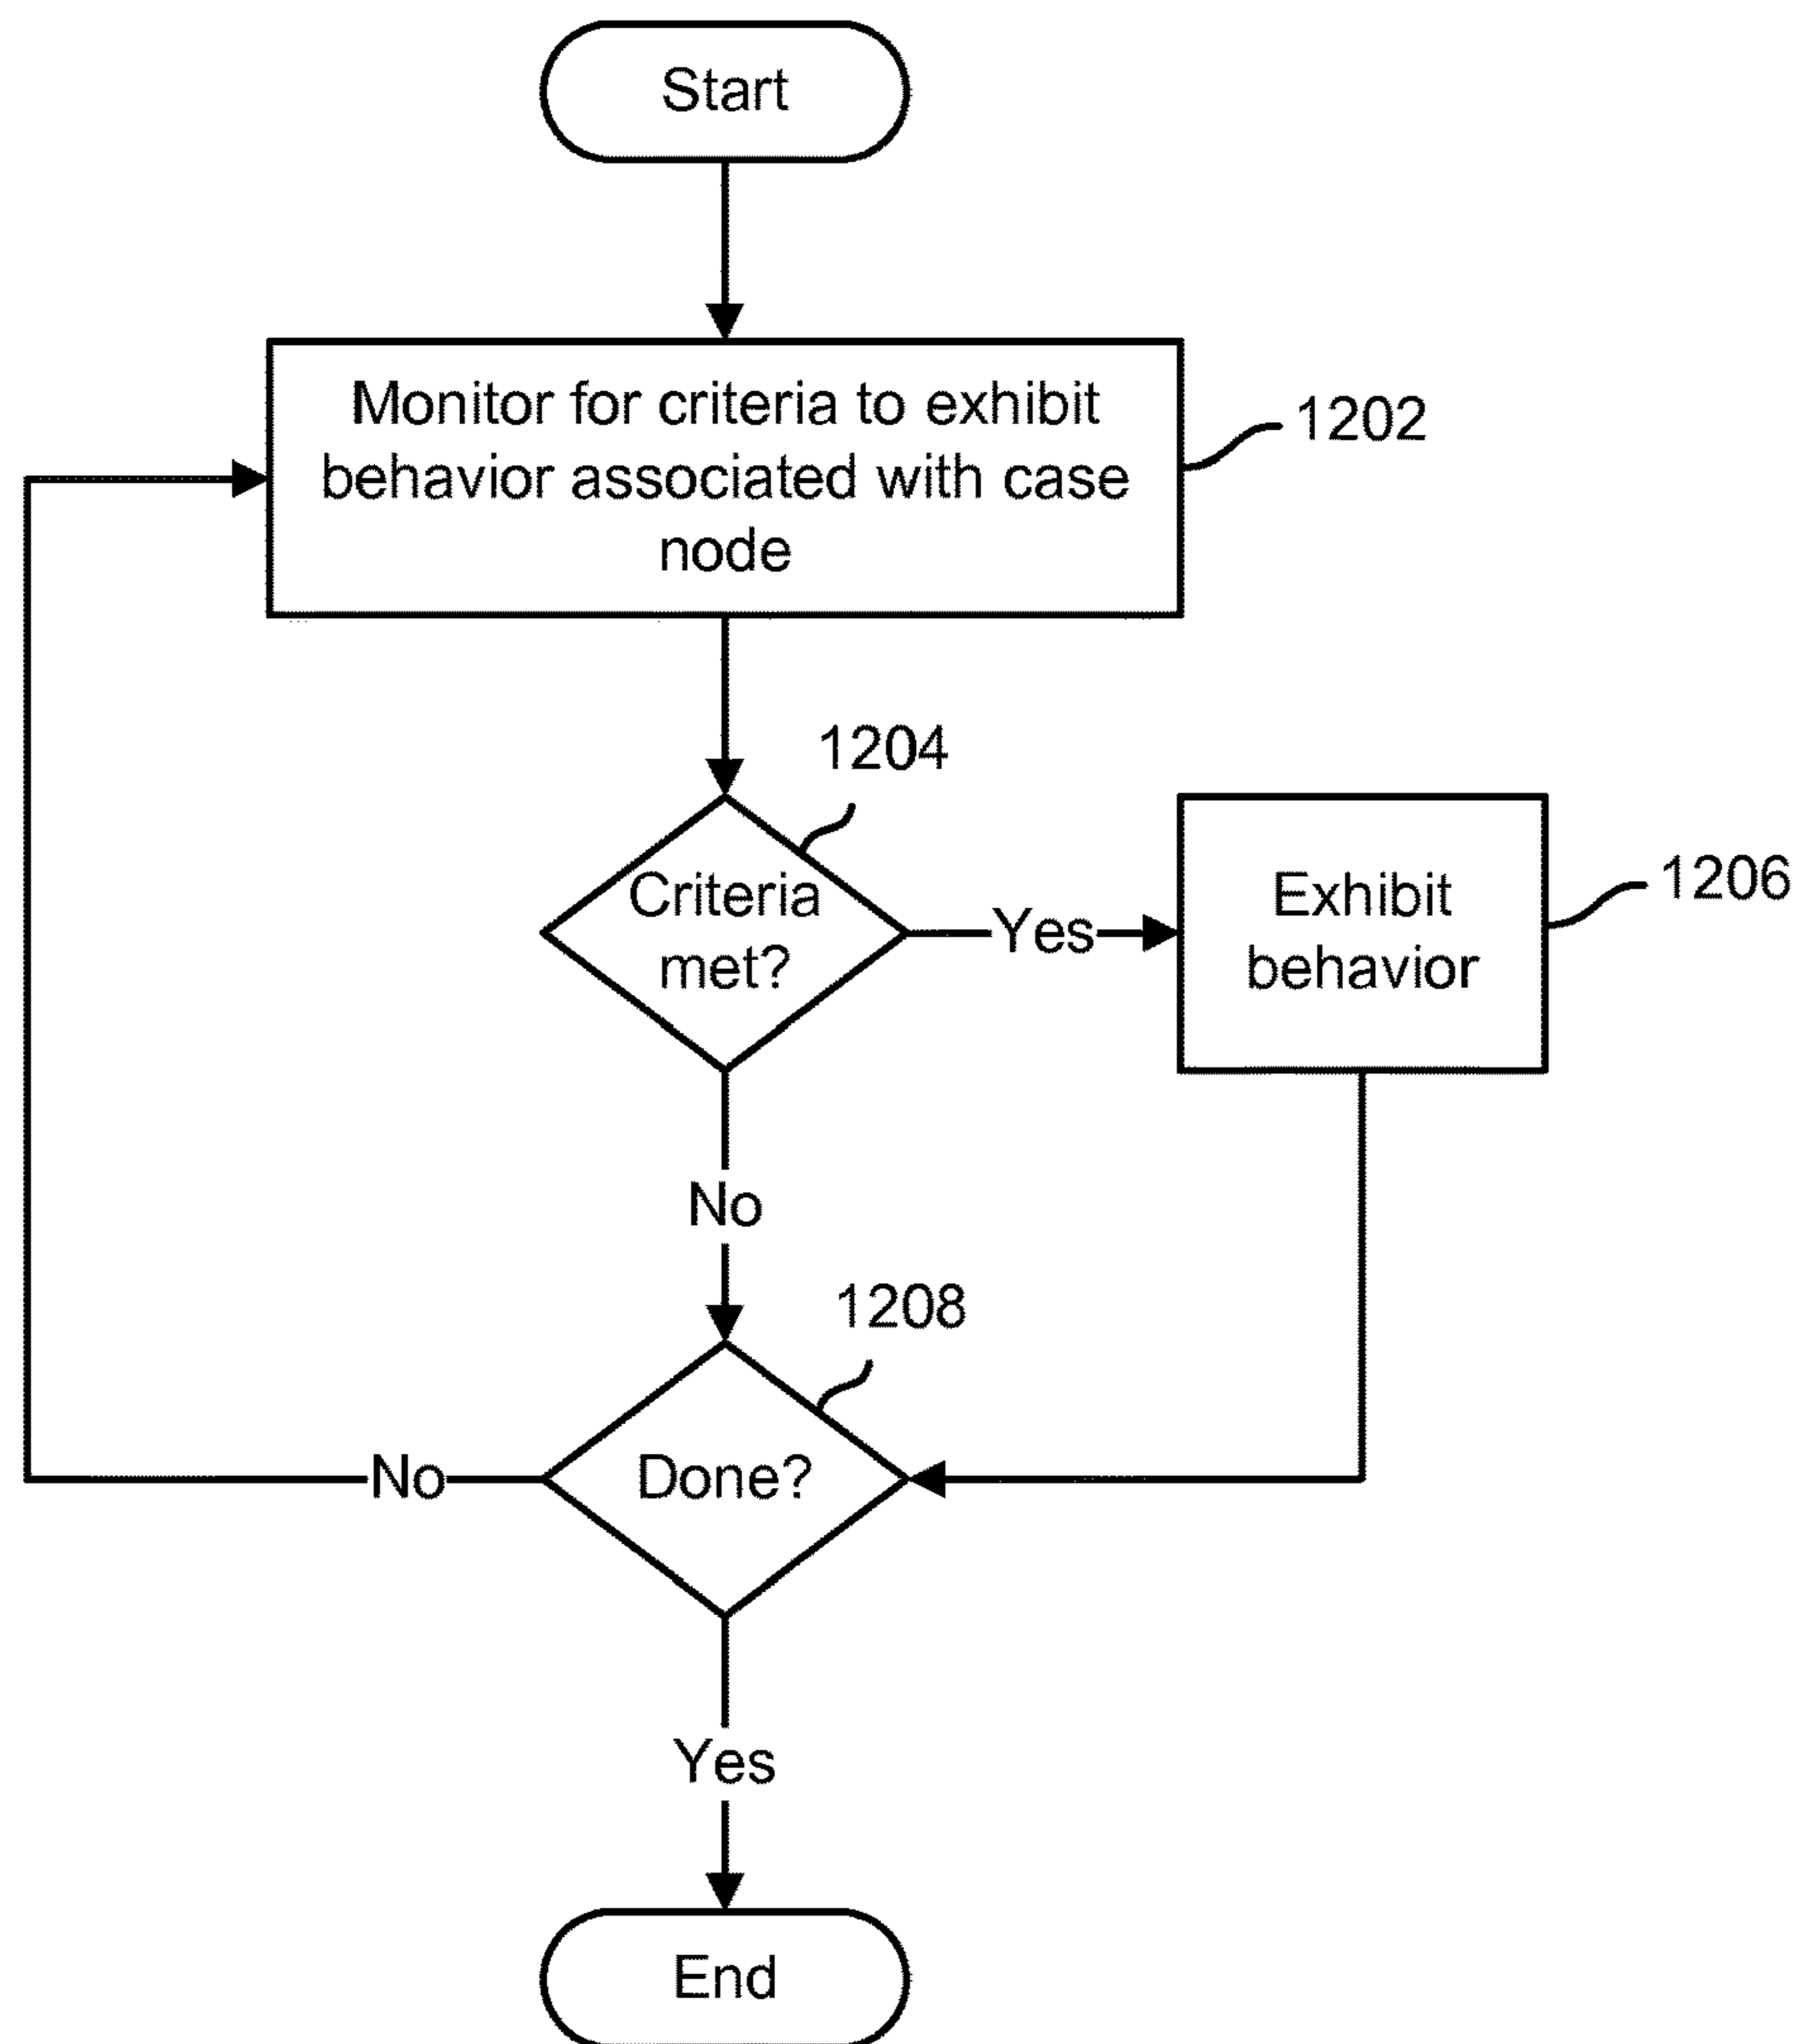 Start
Monitor for criteria to exhibit
behavior associated with case
node
1202
1204
Criteria
met?
Yes
Exhibit
behavior
1206
No
1208
Done?
No
Yes
End